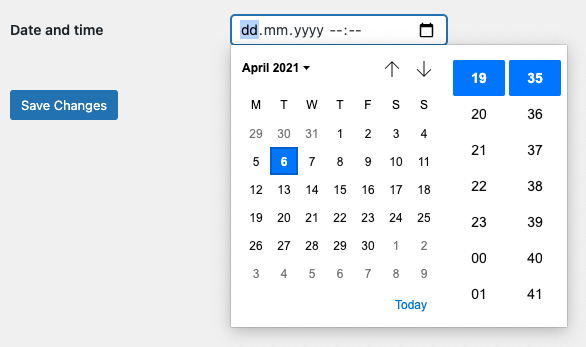 Date and time
dd.mm.yyyy --:--
April 2021
M T W T F S S
29 30 31 1 2 3 4
5 6 7 8 9 10 11
12 13 14 15 16 17 18
19 20 21 22 23 24 25
26 27 28 29 30 1 2
3 4 5 6 7 8 9
Today
19 35
20 36
21 37
22 38
23 39
00 40
01 41
Save Changes